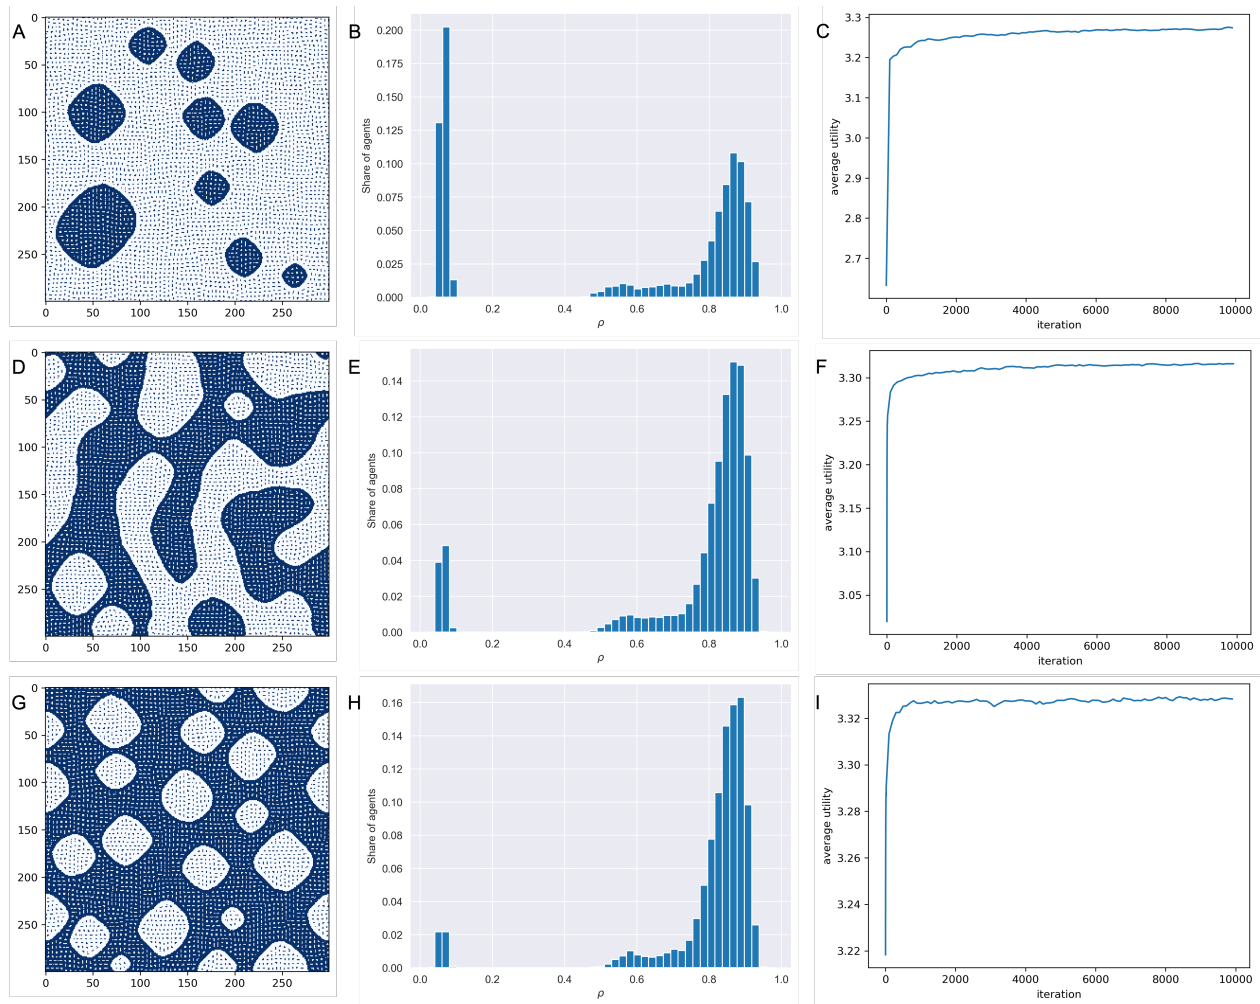 A
0
50
100
150
200
250
0 50 100 150 200 250
B
Share of agents
0.200
0.175
0.150
0.125
0.100
0.075
0.050
0.025
0.000
0.0 0.2 0.4 0.6 0.8 1.0
ρ
C
average utility
3.3
3.2
3.1
3.0
2.9
2.8
2.7
0 2000 4000 6000 8000 10000
iteration
D
0
50
100
150
200
250
0 50 100 150 200 250
E
Share of agents
0.14
0.12
0.10
0.08
0.06
0.04
0.02
0.00
0.0 0.2 0.4 0.6 0.8 1.0
ρ
F
average utility
3.30
3.25
3.20
3.15
3.10
3.05
0 2000 4000 6000 8000 10000
iteration
G
0
50
100
150
200
250
0 50 100 150 200 250
H
Share of agents
0.16
0.14
0.12
0.10
0.08
0.06
0.04
0.02
0.00
0.0 0.2 0.4 0.6 0.8 1.0
ρ
I
average utility
3.32
3.30
3.28
3.26
3.24
3.22
0 2000 4000 6000 8000 10000
iteration